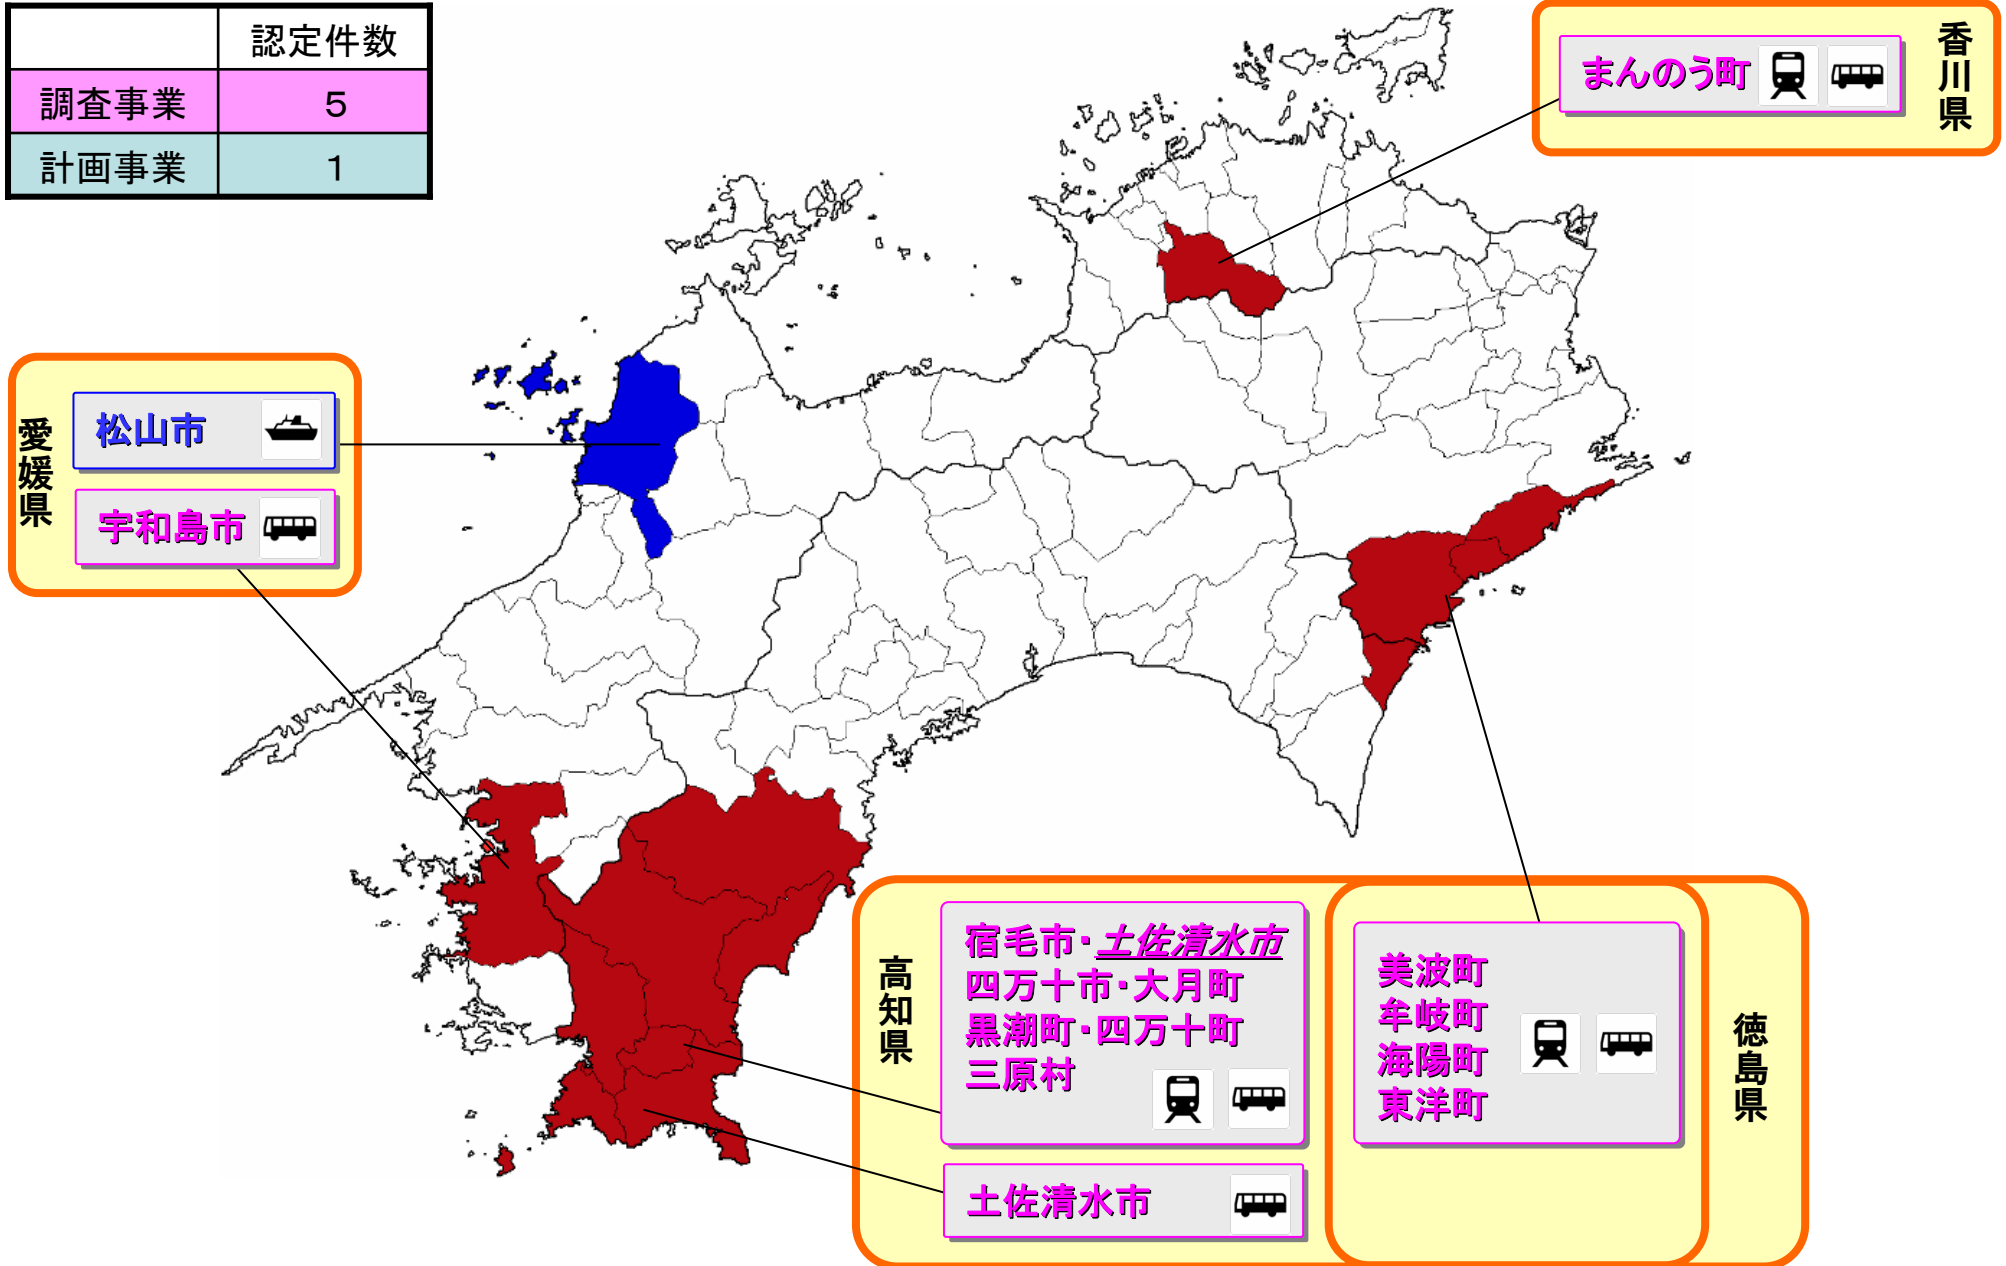 認定件数
調査事業 5
計画事業 1
まんのう町
香川県
愛媛県
松山市
宇和島市
高知県
宿毛市・土佐清水市
四万十市・大月町
黒潮町・四万十町
三原村
土佐清水市
美波町
牟岐町
海陽町
東洋町
徳島県